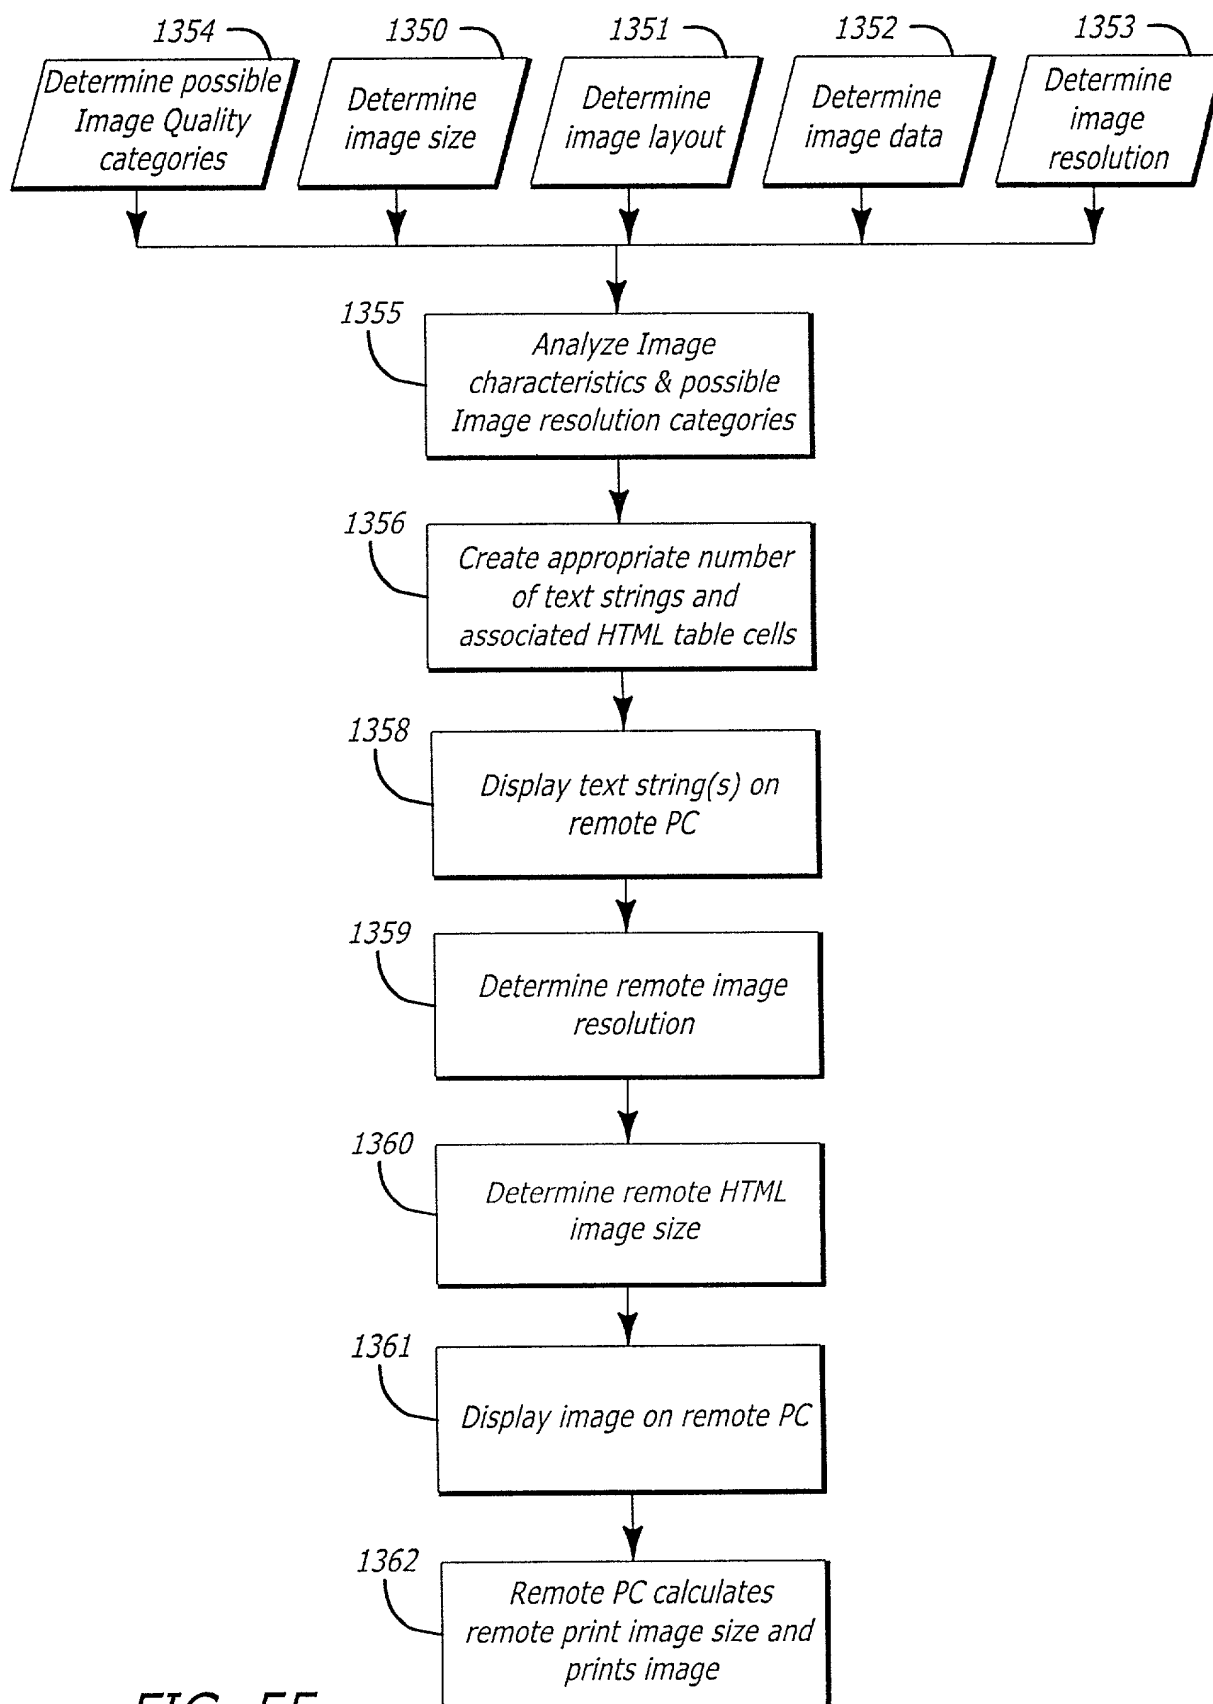 1354
1350
1351
1352
1353
Determine possible
Image Quality
categories
Determine
image size
Determine
image layout
Determine
image data
Determine
image
resolution
1355
Analyze Image
characteristics & possible
Image resolution categories
1356
Create appropriate number
of text strings and
associated HTML table cells
1358
Display text string(s) on
remote PC
1359
Determine remote image
resolution
1360
Determine remote HTML
image size
1361
Display image on remote PC
1362
Remote PC calculates
remote print image size and
prints image
FIG. 55